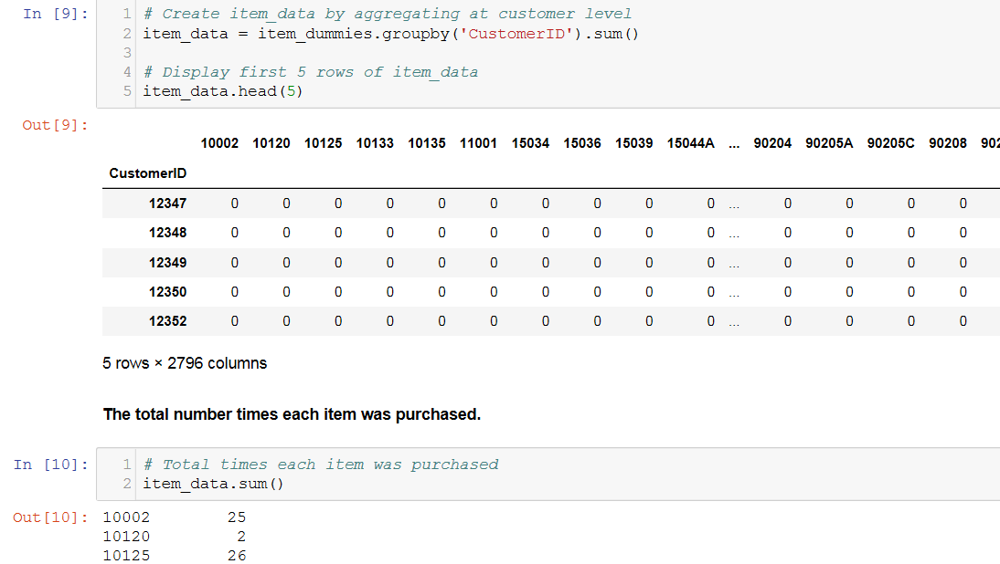 In [9]:
1 # Create item_data by aggregating at customer level
2 item_data = item_dummies.groupby('CustomerID').sum()
3
4 # Display first 5 rows of item_data
5 item_data.head(5)
Out[9]:
10002 10120 10125 10133 10135 11001 15034 15036 15039 15044A ... 90204 90205A 90205C 90208 902
CustomerID
12347 0 0 0 0 0 0 0 0 0 0 ... 0 0 0 0
12348 0 0 0 0 0 0 0 0 0 0 ... 0 0 0 0
12349 0 0 0 0 0 0 0 0 0 0 ... 0 0 0 0
12350 0 0 0 0 0 0 0 0 0 0 ... 0 0 0 0
12352 0 0 0 0 0 0 0 0 0 0 ... 0 0 0 0
5 rows × 2796 columns
The total number times each item was purchased.
In [10]:
1 # Total times each item was purchased
2 item_data.sum()
Out[10]: 10002 25
10120 2
10125 26